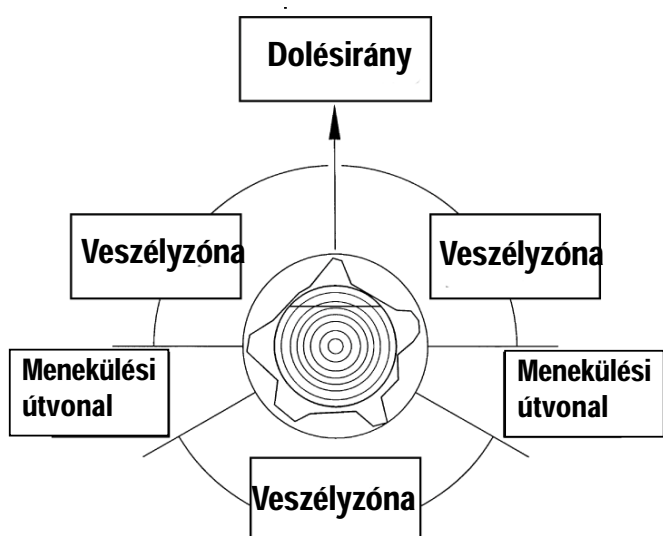 Dolésirány
Veszélyzóna
Veszélyzóna
Menekülési
útvonal
Menekülési
útvonal
Veszélyzóna